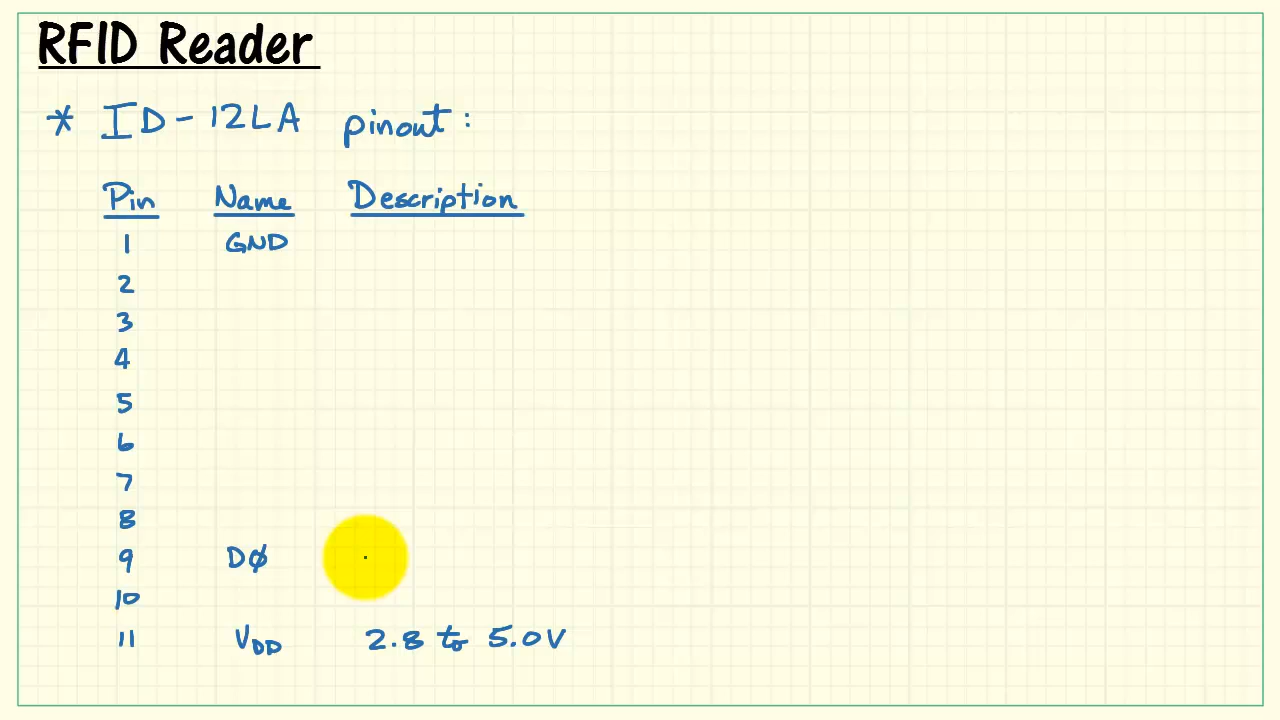 RFID Reader
* ID-12LA pinout:
Pin Name Description
1 GND
2
3
4
5
6
7
8
9 DØ
10
11 VDD 2.8 to 5.0V